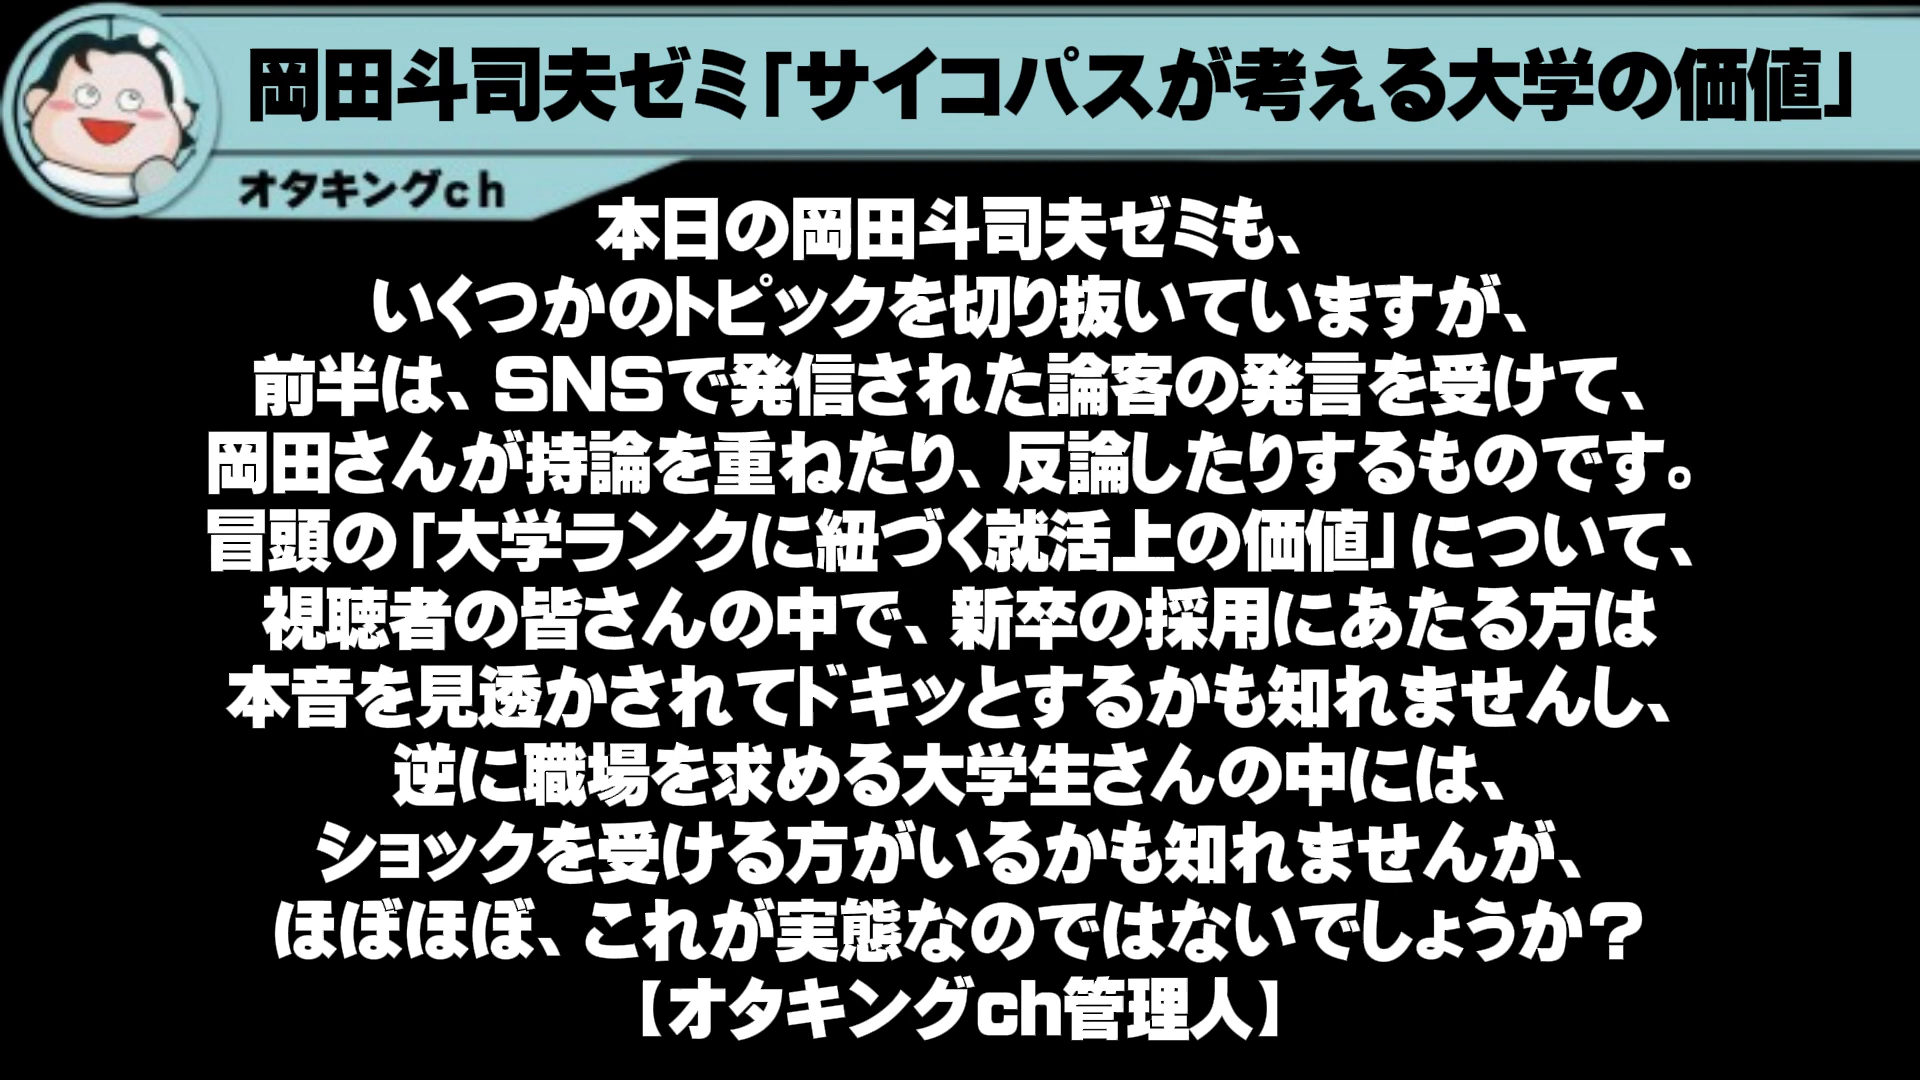 岡田斗司夫ゼミ「サイコパスが考える大学の価値」
オタキングch
本日の岡田斗司夫ゼミも、
いくつかのトピックを切り抜いていますが、
前半は、SNSで発信された論客の発言を受けて、
岡田さんが持論を重ねたり、反論したりするものです。
冒頭の「大学ランクに紐づく就活上の価値」について、
視聴者の皆さんの中で、新卒の採用にあたる方は
本音を見透かされてドキッとするかも知れませんし、
逆に職場を求める大学生さんの中には、
ショックを受ける方がいるかも知れませんが、
ほぼほぼ、これが実態なのではないでしょうか?
【オタキングch管理人】